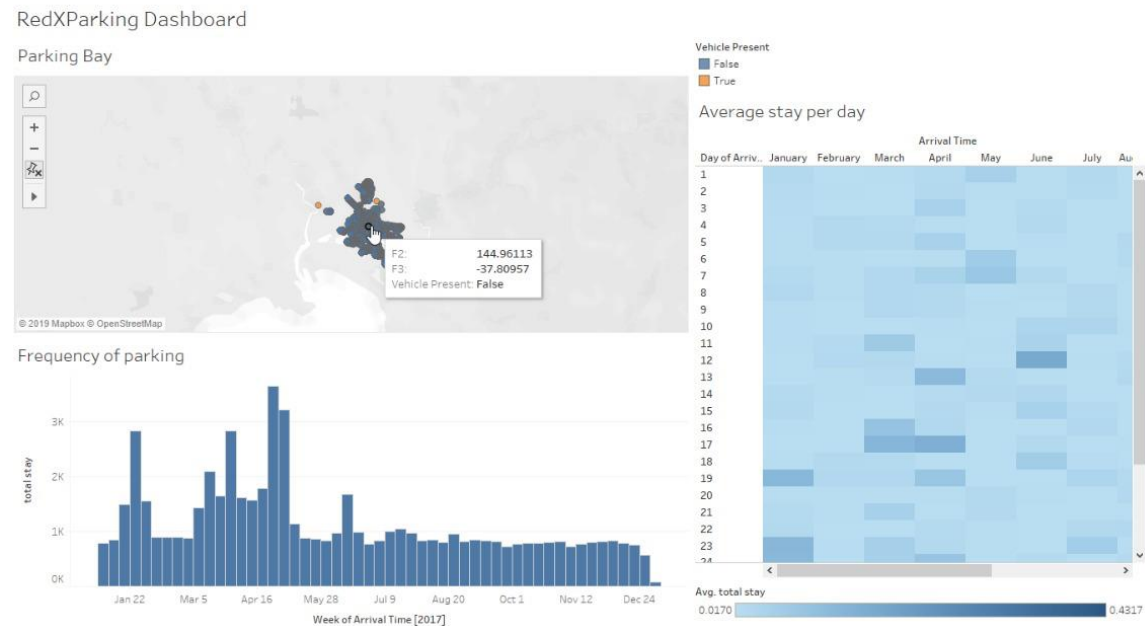 RedXParking Dashboard
Parking Bay
F2: 144.96113
F3: -37.80957
Vehicle Present: False
© 2019 Mapbox © OpenStreetMap
Frequency of parking
total stay
3K
2K
1K
0K
Jan 22 Mar 5 Apr 16 May 28 Jul 9 Aug 20 Oct 1 Nov 12 Dec 24
Week of Arrival Time [2017]
Vehicle Present
False
True
Average stay per day
Arrival Time
Day of Arriv.. January February March April May June July Au
1
2
3
4
5
6
7
8
9
10
11
12
13
14
15
16
17
18
19
20
21
22
23
24
Avg. total stay
0.0170 0.4317